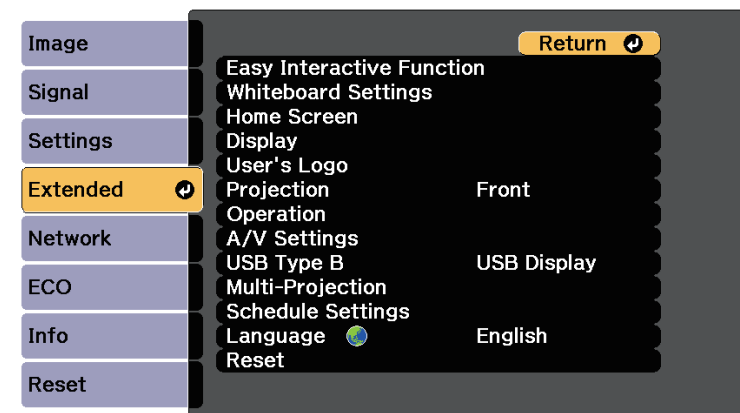 Image
Signal
Settings
Extended
Network
ECO
Info
Reset
Return
Easy Interactive Function
Whiteboard Settings
Home Screen
Display
User's Logo
Projection Front
Operation
A/V Settings
USB Type B USB Display
Multi-Projection
Schedule Settings
Language English
Reset